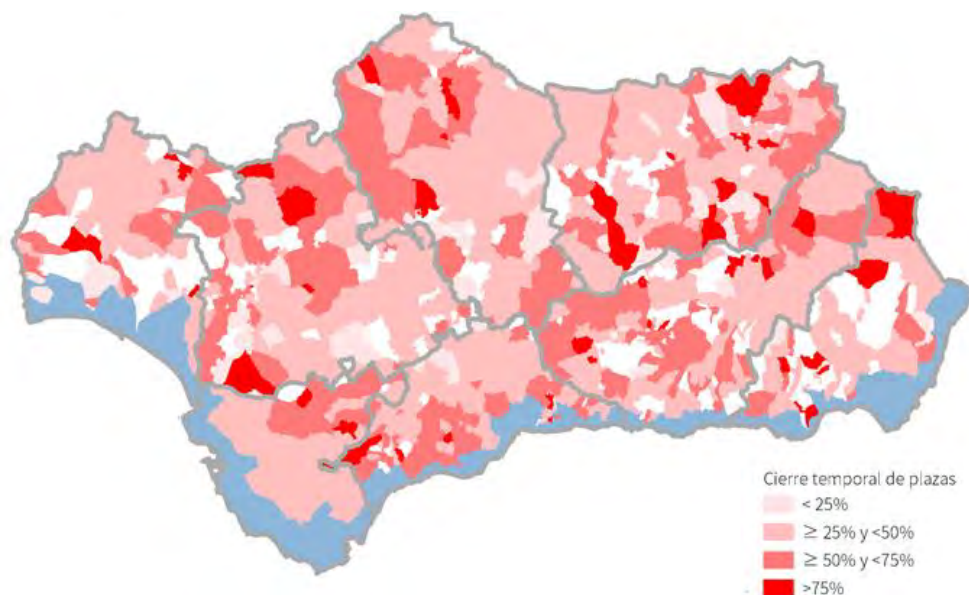 Cierre temporal de plazas
< 25%
≥ 25% y <50%
≥ 50% y <75%
>75%